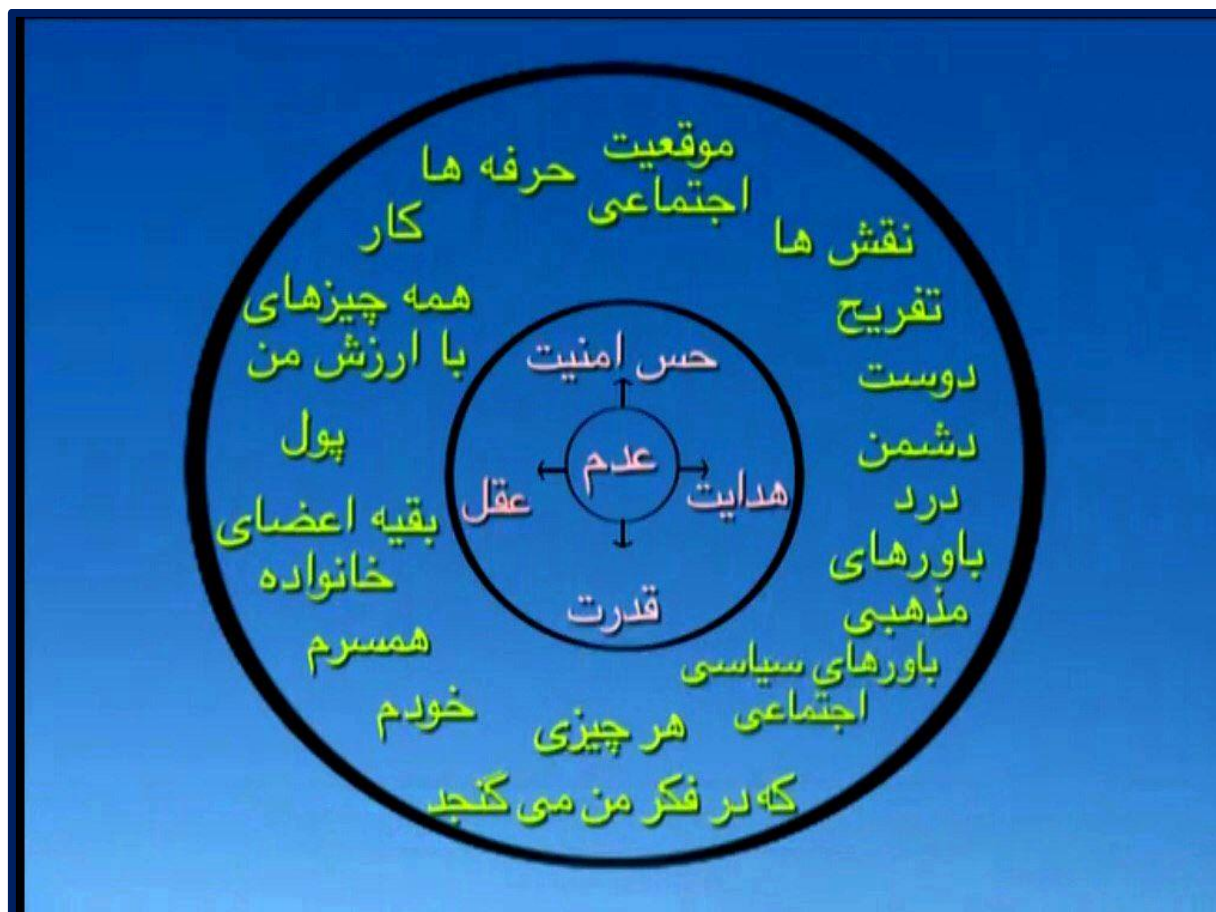 موقعیت
اجتماعی
حرفه ها
نقش ها
کار
تفریح
همه چیزهای
با ارزش من
دوست
پول
دشمن
درد
بقیه اعضای
خانواده
باورهای
مذهبی
همسرم
باورهای سیاسی
اجتماعی
خودم
هر چیزی
که در فکر من می گنجد
حس امنیت
عدم
هدایت
عقل
قدرت